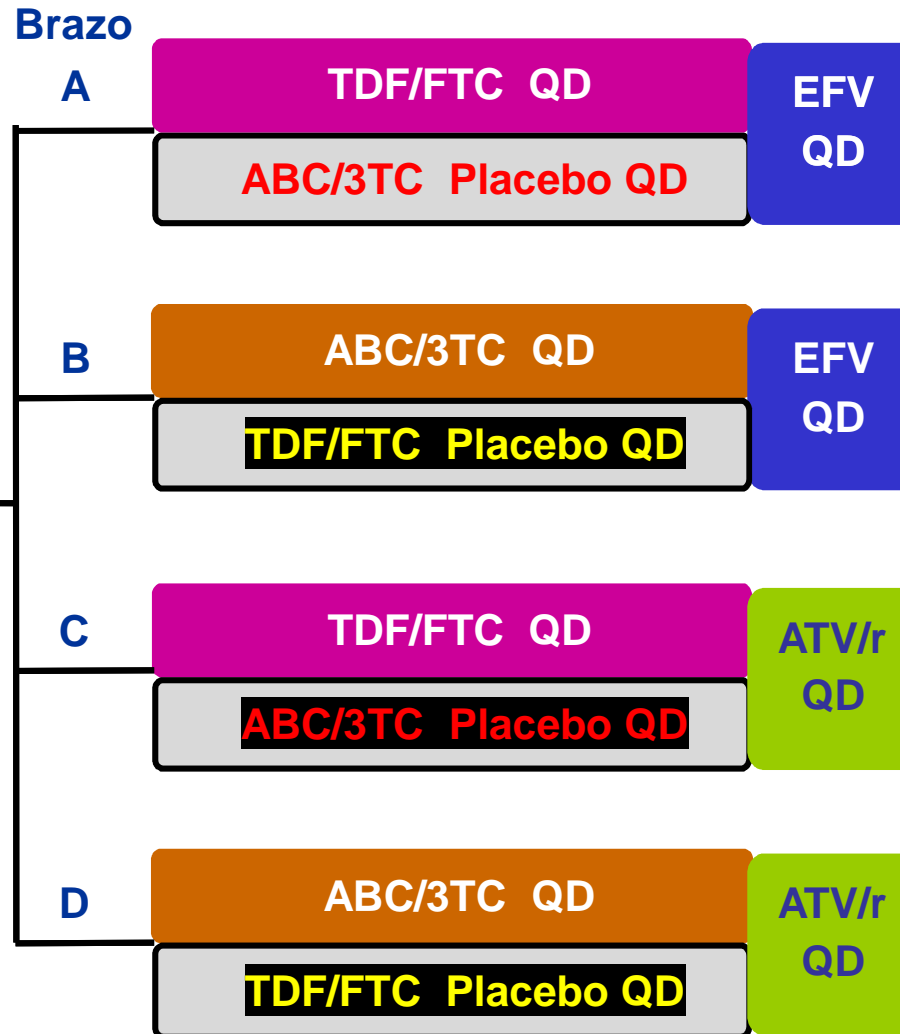 Brazo
A
TDF/FTC QD
EFV
QD
ABC/3TC Placebo QD
B
ABC/3TC QD
EFV
QD
TDF/FTC Placebo QD
C
TDF/FTC QD
ATV/r
QD
ABC/3TC Placebo QD
D
ABC/3TC QD
ATV/r
QD
TDF/FTC Placebo QD